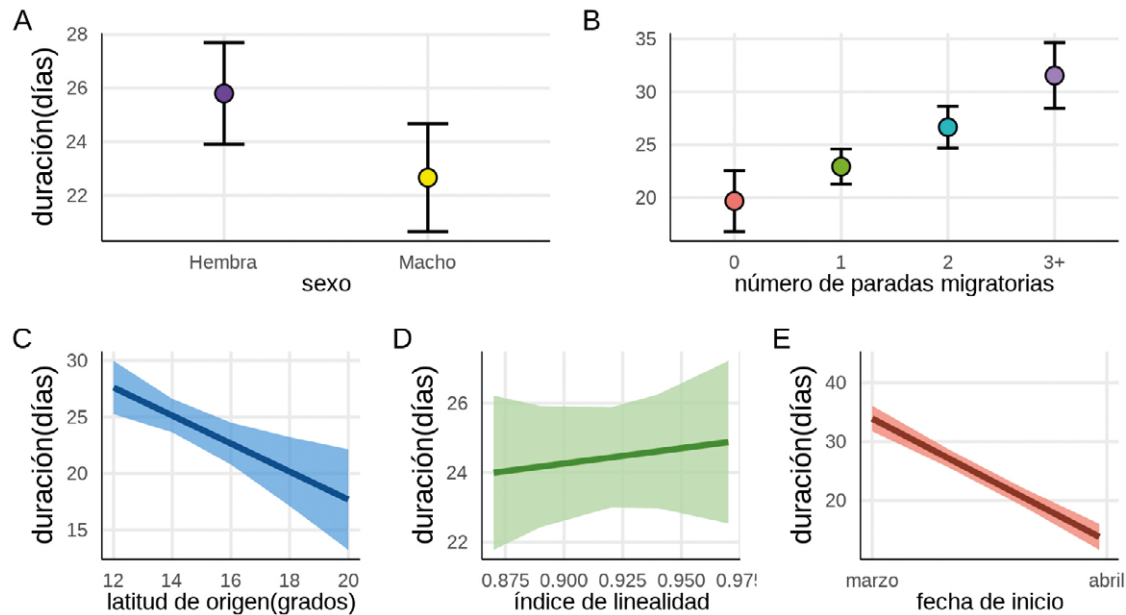 A
duración(días)
28
26
24
22
Hembra
Macho
sexo
B
duración(días)
35
30
25
20
0
1
2
3+
número de paradas migratorias
C
duración(días)
30
25
20
15
12
14
16
18
20
latitud de origen(grados)
D
duración(días)
26
24
22
0.875
0.900
0.925
0.950
0.975
índice de linealidad
E
duración(días)
40
30
20
marzo
abril
fecha de inicio